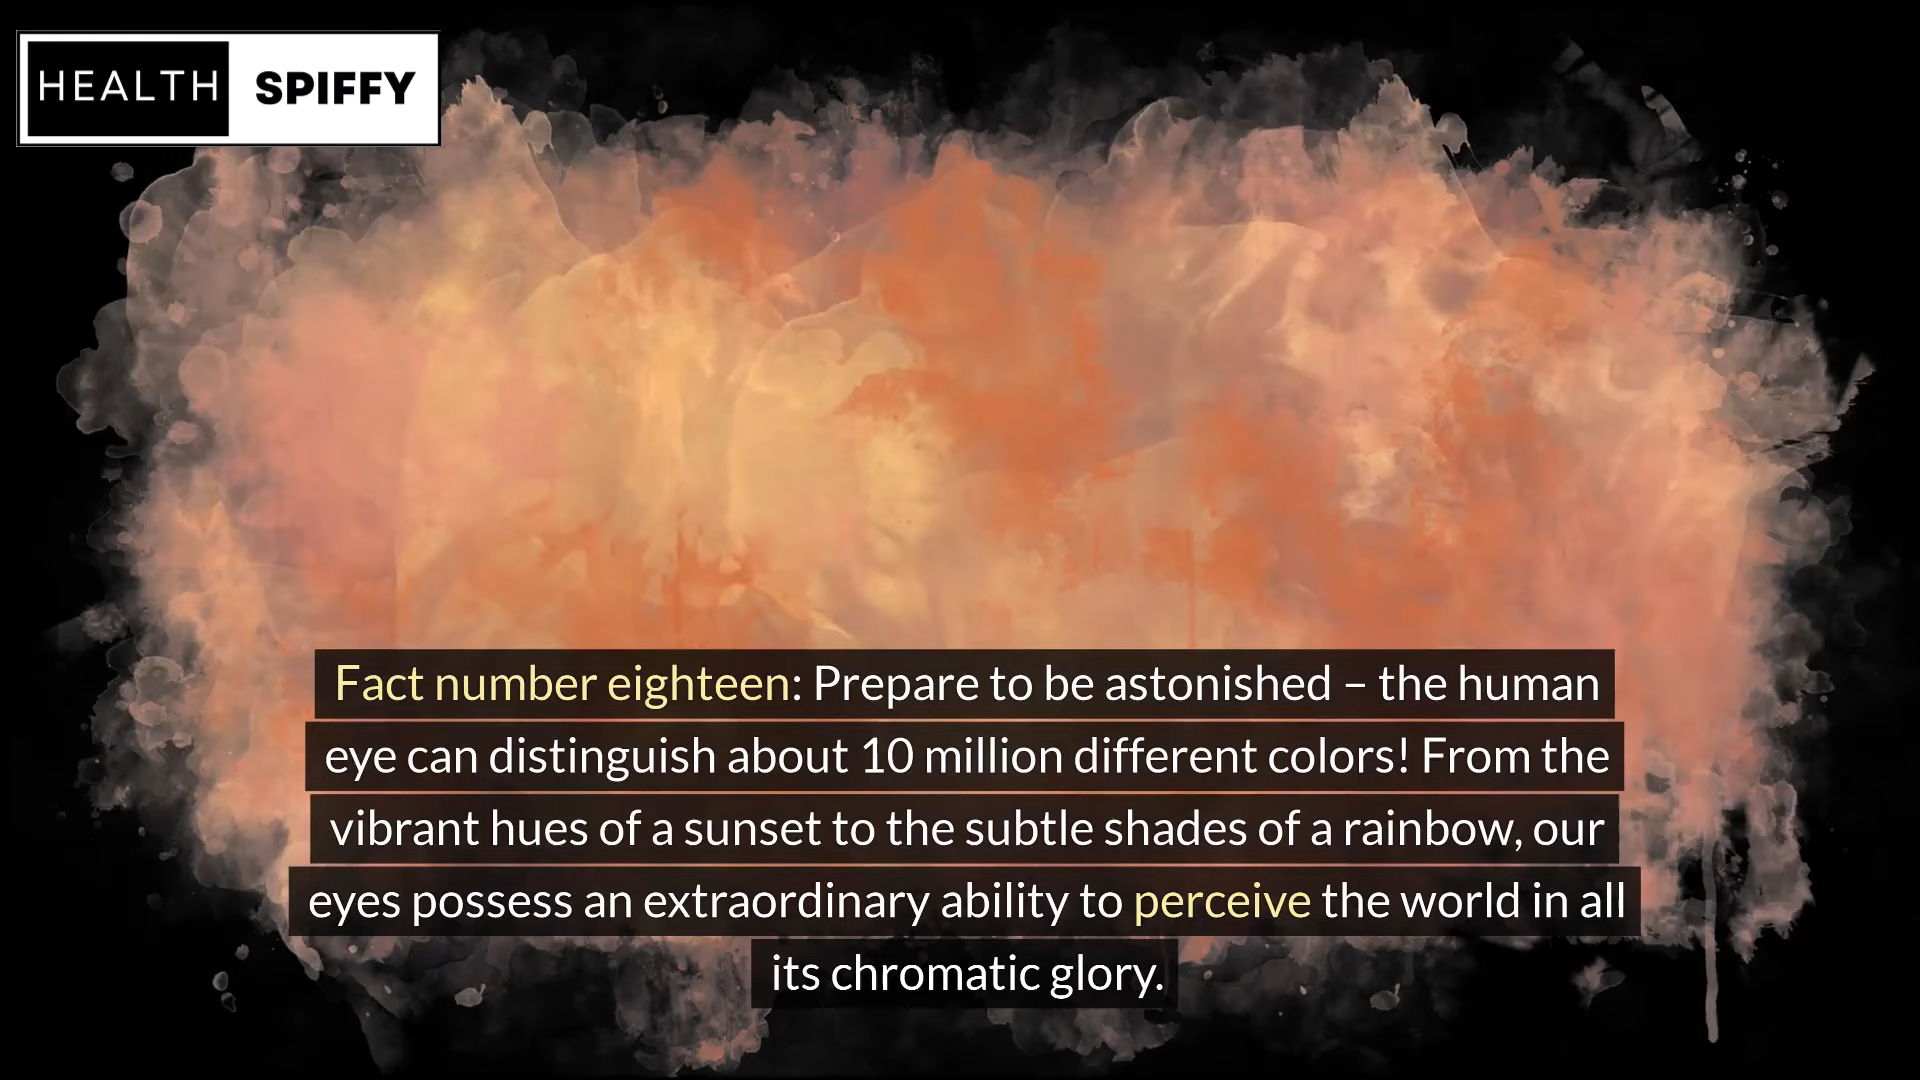 HEALTH SPIFFY
Fact number eighteen: Prepare to be astonished – the human
eye can distinguish about 10 million different colors! From the
vibrant hues of a sunset to the subtle shades of a rainbow, our
eyes possess an extraordinary ability to perceive the world in all
its chromatic glory.